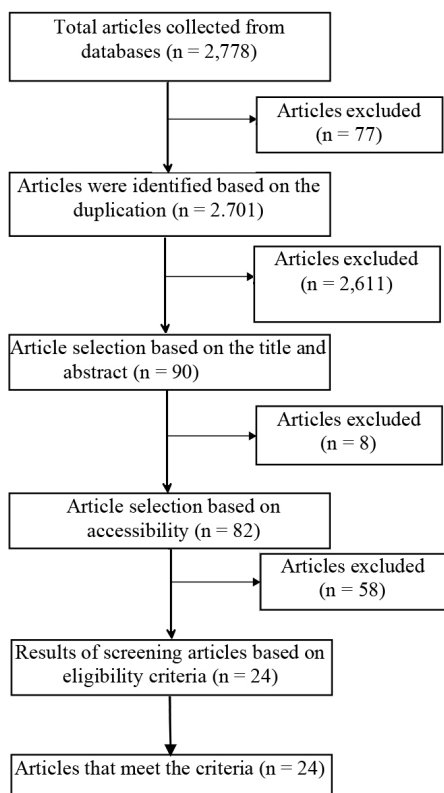 Total articles collected from
databases (n = 2,778)
Articles excluded
(n = 77)
Articles were identified based on the
duplication (n = 2.701)
Articles excluded
(n = 2,611)
Article selection based on the title and
abstract (n = 90)
Articles excluded
(n = 8)
Article selection based on
accessibility (n = 82)
Articles excluded
(n = 58)
Results of screening articles based on
eligibility criteria (n = 24)
Articles that meet the criteria (n = 24)